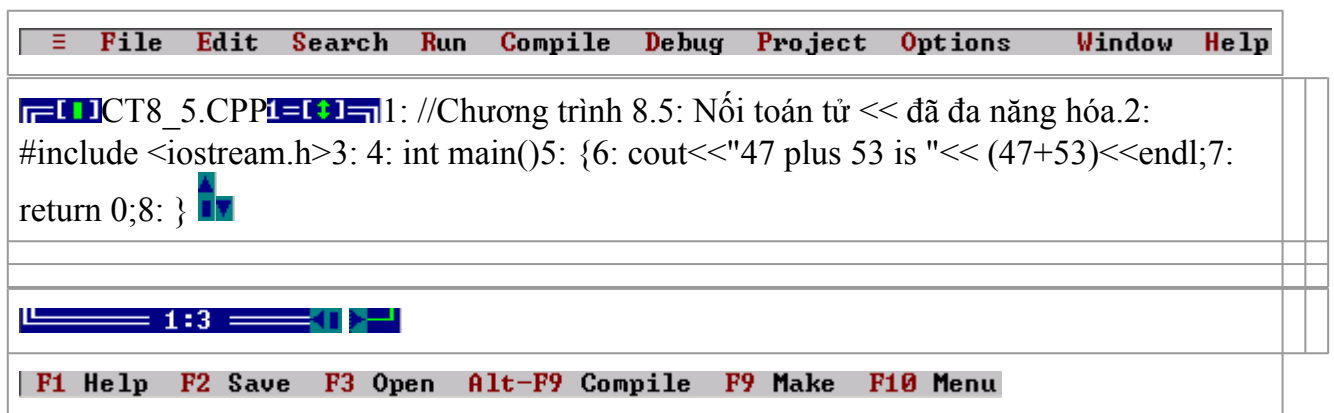 ≡ File Edit Search Run Compile Debug Project Options Window Help
╔=[▮]CT8_5.CPP1=[↕]=╗1: //Chương trình 8.5: Nối toán tử << đã đa năng hóa.2:
#include <iostream.h>3: 4: int main()5: {6: cout<<"47 plus 53 is "<< (47+53)<<endl;7:
return 0;8: }
1:3
F1 Help F2 Save F3 Open Alt-F9 Compile F9 Make F10 Menu